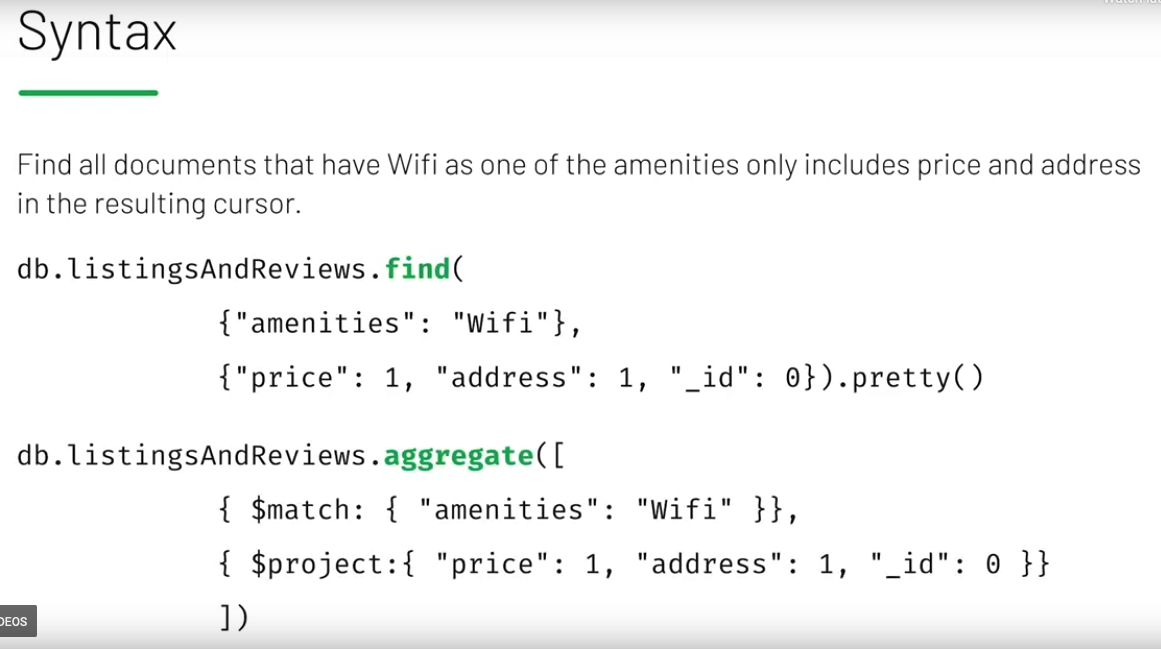 Syntax
Find all documents that have Wifi as one of the amenities only includes price and address
in the resulting cursor.
db.listingsAndReviews.find(
{"amenities": "Wifi"},
{"price": 1, "address": 1, "_id": 0}).pretty()
db.listingsAndReviews.aggregate([
{ $match: { "amenities": "Wifi" }},
{ $project:{ "price": 1, "address": 1, "_id": 0 }}
])
DEOS